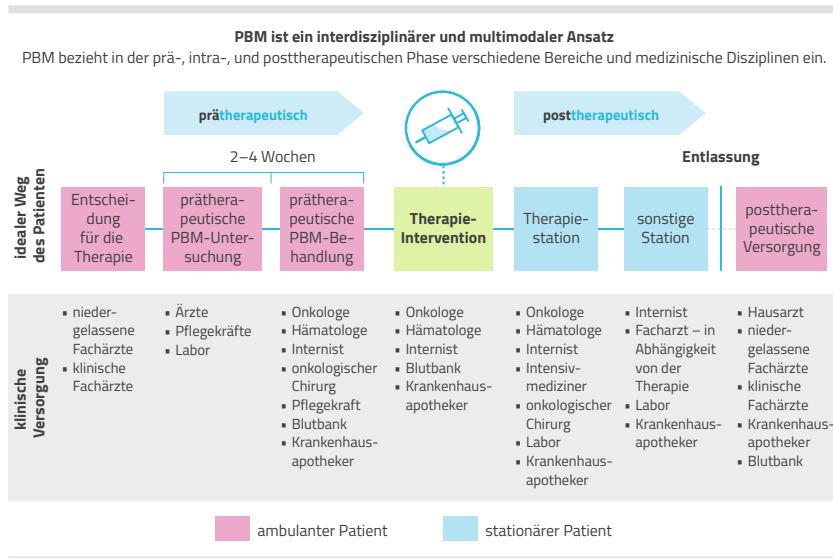 PBM ist ein interdisziplinärer und multimodaler Ansatz
PBM bezieht in der prä-, intra-, und posttherapeutischen Phase verschiedene Bereiche und medizinische Disziplinen ein.
prätherapeutisch
posttherapeutisch
2–4 Wochen
Entlassung
idealer Weg
des Patienten
Entschei-
dung
für die
Therapie
präthera-
peutische
PBM-Unter-
suchung
präthera-
peutische
PBM-Be-
handlung
Therapie-
Intervention
Therapie-
station
sonstige
Station
postthera-
peutische
Versorgung
klinische
Versorgung
▪ nieder-
gelassene
Fachärzte
▪ klinische
Fachärzte
▪ Ärzte
▪ Pflegekräfte
▪ Labor
▪ Onkologe
▪ Hämatologe
▪ Internist
▪ onkologischer
Chirurg
▪ Pflegekraft
▪ Blutbank
▪ Krankenhaus-
apotheker
▪ Onkologe
▪ Hämatologe
▪ Internist
▪ Blutbank
▪ Krankenhaus-
apotheker
▪ Onkologe
▪ Hämatologe
▪ Internist
▪ Intensiv-
mediziner
▪ onkologischer
Chirurg
▪ Labor
▪ Krankenhaus-
apotheker
▪ Internist
▪ Facharzt – in
Abhängigkeit
von der
Therapie
▪ Labor
▪ Krankenhaus-
apotheker
▪ Hausarzt
▪ nieder-
gelassene
Fachärzte
▪ klinische
Fachärzte
▪ Krankenhaus-
apotheker
▪ Blutbank
ambulanter Patient
stationärer Patient